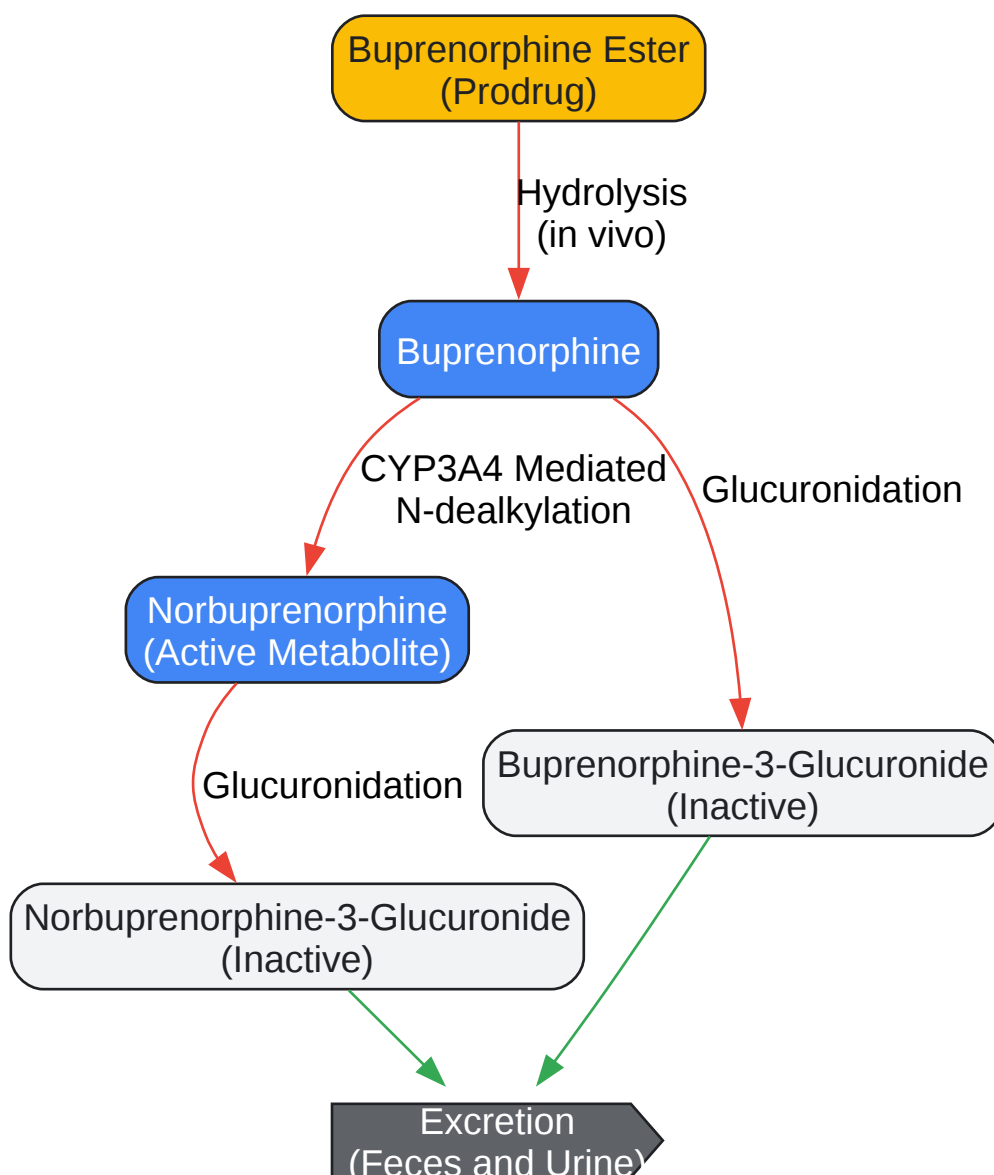 Buprenorphine Ester
(Prodrug)
Hydrolysis
(in vivo)
Buprenorphine
CYP3A4 Mediated
N-dealkylation
Glucuronidation
Norbuprenorphine
(Active Metabolite)
Buprenorphine-3-Glucuronide
(Inactive)
Glucuronidation
Norbuprenorphine-3-Glucuronide
(Inactive)
Excretion
(Feces and Urine)